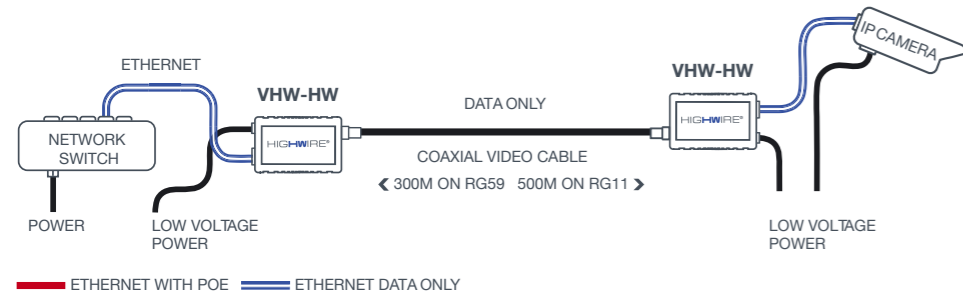 ETHERNET
VHW-HW
NETWORK
SWITCH
HIGHWIRE®
POWER
LOW VOLTAGE
POWER
DATA ONLY
COAXIAL VIDEO CABLE
300M ON RG59 500M ON RG11
VHW-HW
HIGHWIRE®
IP CAMERA
LOW VOLTAGE
POWER
ETHERNET WITH POE ETHERNET DATA ONLY